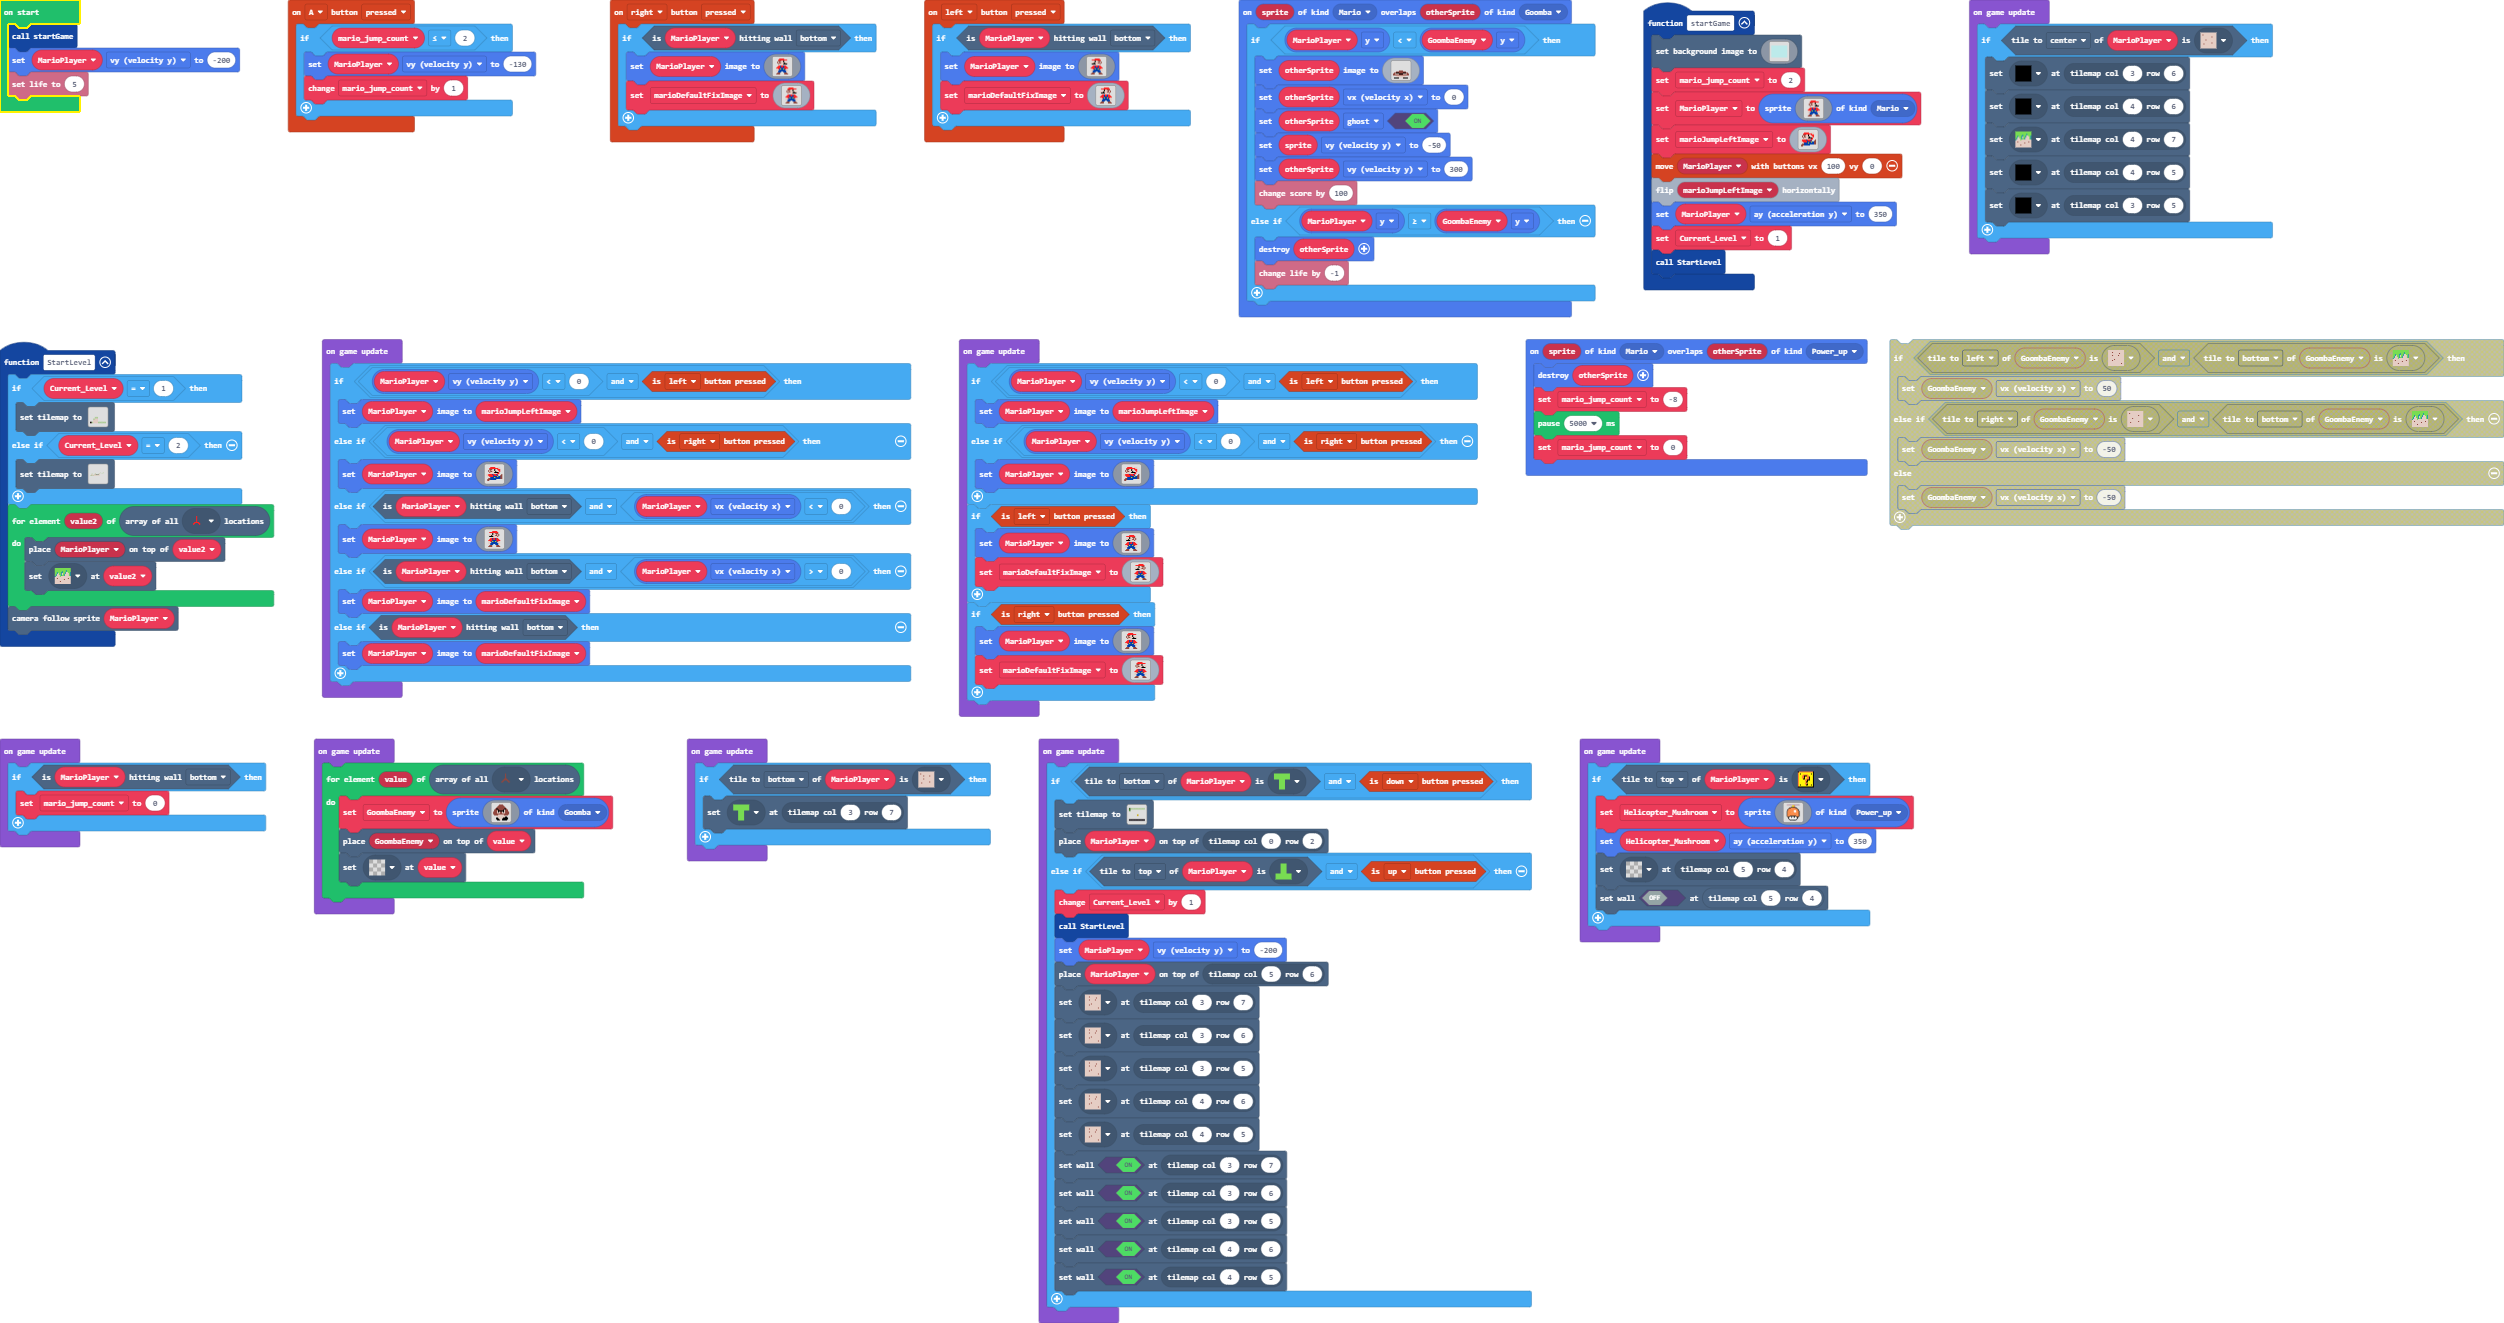 on start
call startGame
set MarioPlayer vy (velocity y) to -200
set life to 5
on A button pressed
if mario_jump_count ≤ 2 then
set MarioPlayer vy (velocity y) to -130
change mario_jump_count by 1
on right button pressed
if is MarioPlayer hitting wall bottom then
set MarioPlayer image to
set marioDefaultFixImage to
on left button pressed
if is MarioPlayer hitting wall bottom then
set MarioPlayer image to
set marioDefaultFixImage to
on sprite of kind Mario overlaps otherSprite of kind Goomba
if MarioPlayer y < GoombaEnemy y then
set otherSprite image to
set otherSprite vx (velocity x) to 0
set otherSprite ghost ON
set sprite vy (velocity y) to -50
set otherSprite vy (velocity y) to 300
change score by 100
else if MarioPlayer y ≥ GoombaEnemy y then
destroy otherSprite
change life by -1
function startGame
set background image to
set mario_jump_count to 2
set MarioPlayer to sprite of kind Mario
set marioJumpLeftImage to
move MarioPlayer with buttons vx 100 vy 0
flip marioJumpLeftImage horizontally
set MarioPlayer ay (acceleration y) to 350
set Current_Level to 1
call StartLevel
on game update
if tile to center of MarioPlayer is then
set at tilemap col 3 row 6
set at tilemap col 4 row 6
set at tilemap col 4 row 7
set at tilemap col 4 row 5
set at tilemap col 3 row 5
function StartLevel
if Current_Level = 1 then
set tilemap to
else if Current_Level = 2 then
set tilemap to
for element value2 of array of all locations
do place MarioPlayer on top of value2
set at value2
camera follow sprite MarioPlayer
on game update
if MarioPlayer vy (velocity y) < 0 and is left button pressed then
set MarioPlayer image to marioJumpLeftImage
else if MarioPlayer vy (velocity y) < 0 and is right button pressed then
set MarioPlayer image to
else if is MarioPlayer hitting wall bottom and MarioPlayer vx (velocity x) < 0 then
set MarioPlayer image to
else if is MarioPlayer hitting wall bottom and MarioPlayer vx (velocity x) > 0 then
set MarioPlayer image to marioDefaultFixImage
else if is MarioPlayer hitting wall bottom then
set MarioPlayer image to marioDefaultFixImage
on game update
if MarioPlayer vy (velocity y) < 0 and is left button pressed then
set MarioPlayer image to marioJumpLeftImage
else if MarioPlayer vy (velocity y) < 0 and is right button pressed then
set MarioPlayer image to
if is left button pressed then
set MarioPlayer image to
set marioDefaultFixImage to
if is right button pressed then
set MarioPlayer image to
set marioDefaultFixImage to
on sprite of kind Mario overlaps otherSprite of kind Power_up
destroy otherSprite
set mario_jump_count to -8
pause 5000 ms
set mario_jump_count to 0
if tile to left of GoombaEnemy is and tile to bottom of GoombaEnemy is then
set GoombaEnemy vx (velocity x) to 50
else if tile to right of GoombaEnemy is and tile to bottom of GoombaEnemy is then
set GoombaEnemy vx (velocity x) to -50
else
set GoombaEnemy vx (velocity x) to -50
on game update
if is MarioPlayer hitting wall bottom then
set mario_jump_count to 0
on game update
for element value of array of all locations
do set GoombaEnemy to sprite of kind Goomba
place GoombaEnemy on top of value
set at value
on game update
if tile to bottom of MarioPlayer is then
set at tilemap col 3 row 7
on game update
if tile to bottom of MarioPlayer is and is down button pressed then
set tilemap to
place MarioPlayer on top of tilemap col 0 row 2
else if tile to top of MarioPlayer is and is up button pressed then
change Current_Level by 1
call StartLevel
set MarioPlayer vy (velocity y) to -200
place MarioPlayer on top of tilemap col 5 row 6
set at tilemap col 3 row 7
set at tilemap col 3 row 6
set at tilemap col 3 row 5
set at tilemap col 4 row 6
set at tilemap col 4 row 5
set wall ON at tilemap col 3 row 7
set wall ON at tilemap col 3 row 6
set wall ON at tilemap col 3 row 5
set wall ON at tilemap col 4 row 6
set wall ON at tilemap col 4 row 5
on game update
if tile to top of MarioPlayer is ? then
set Helicopter_Mushroom to sprite of kind Power_up
set Helicopter_Mushroom ay (acceleration y) to 350
set at tilemap col 5 row 4
set wall OFF at tilemap col 5 row 4